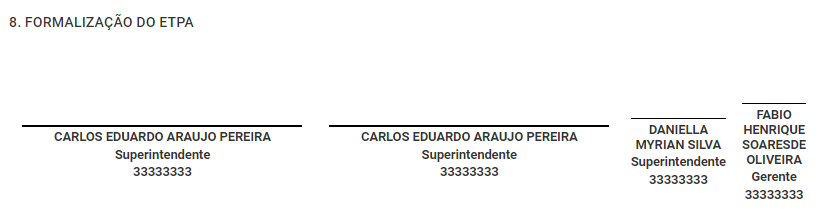 8. FORMALIZAÇÃO DO ETPA
CARLOS EDUARDO ARAUJO PEREIRA
Superintendente
33333333
CARLOS EDUARDO ARAUJO PEREIRA
Superintendente
33333333
DANIELLA
MYRIAN SILVA
Superintendente
33333333
FABIO
HENRIQUE
SOARESDE
OLIVEIRA
Gerente
33333333